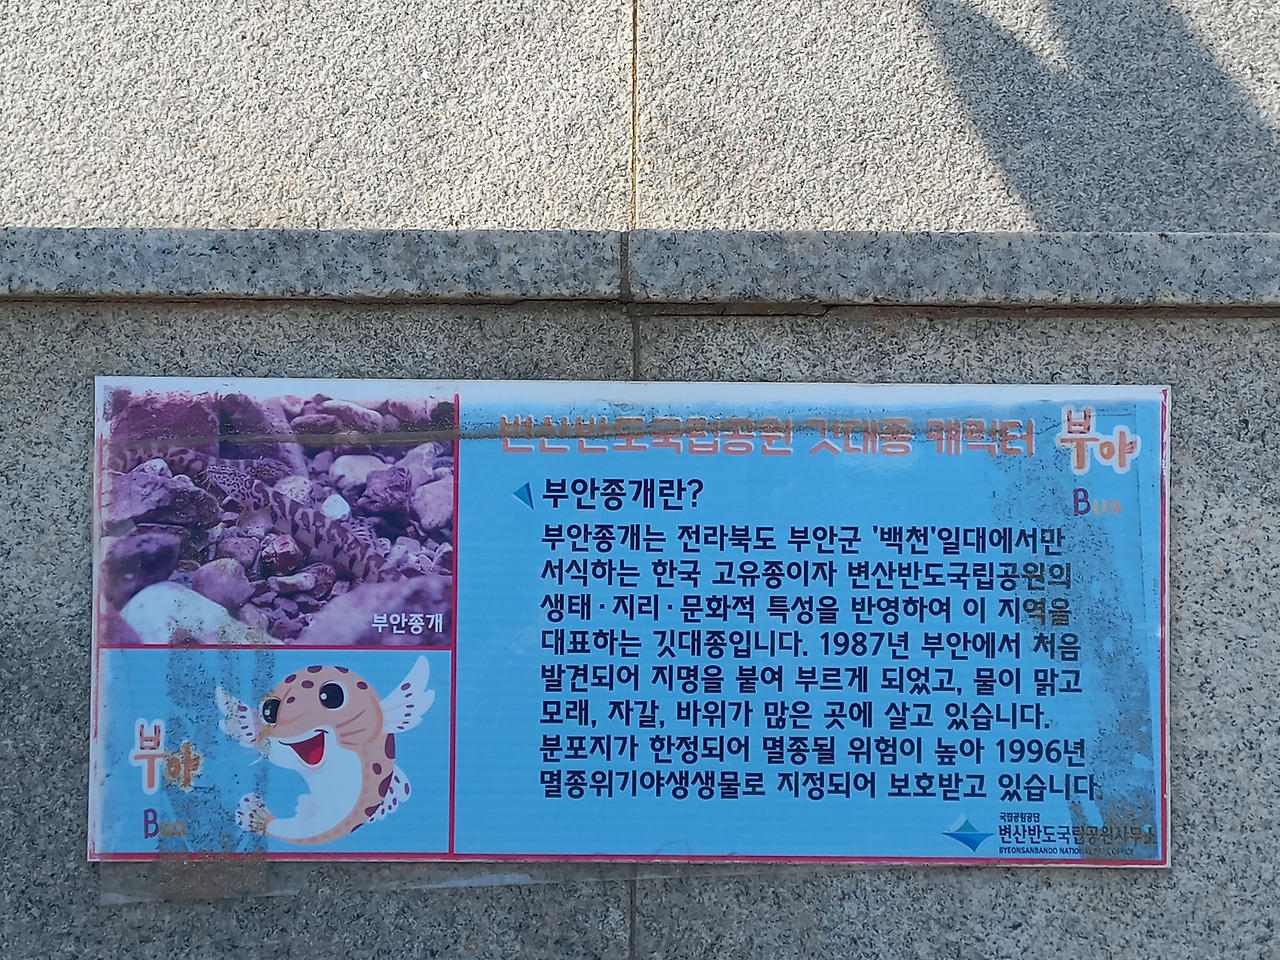 변산반도국립공원 깃대종 캐릭터 부야
Bua
부안종개란?
부안종개는 전라북도 부안군 '백천'일대에서만
서식하는 한국 고유종이자 변산반도국립공원의
생태·지리·문화적 특성을 반영하여 이 지역을
대표하는 깃대종입니다. 1987년 부안에서 처음
발견되어 지명을 붙여 부르게 되었고, 물이 맑고
모래, 자갈, 바위가 많은 곳에 살고 있습니다.
분포지가 한정되어 멸종될 위험이 높아 1996년
멸종위기야생생물로 지정되어 보호받고 있습니다.
부안종개
부야
Bua
국립공원공단
변산반도국립공원사무소
BYEONSANBANDO NATIONAL